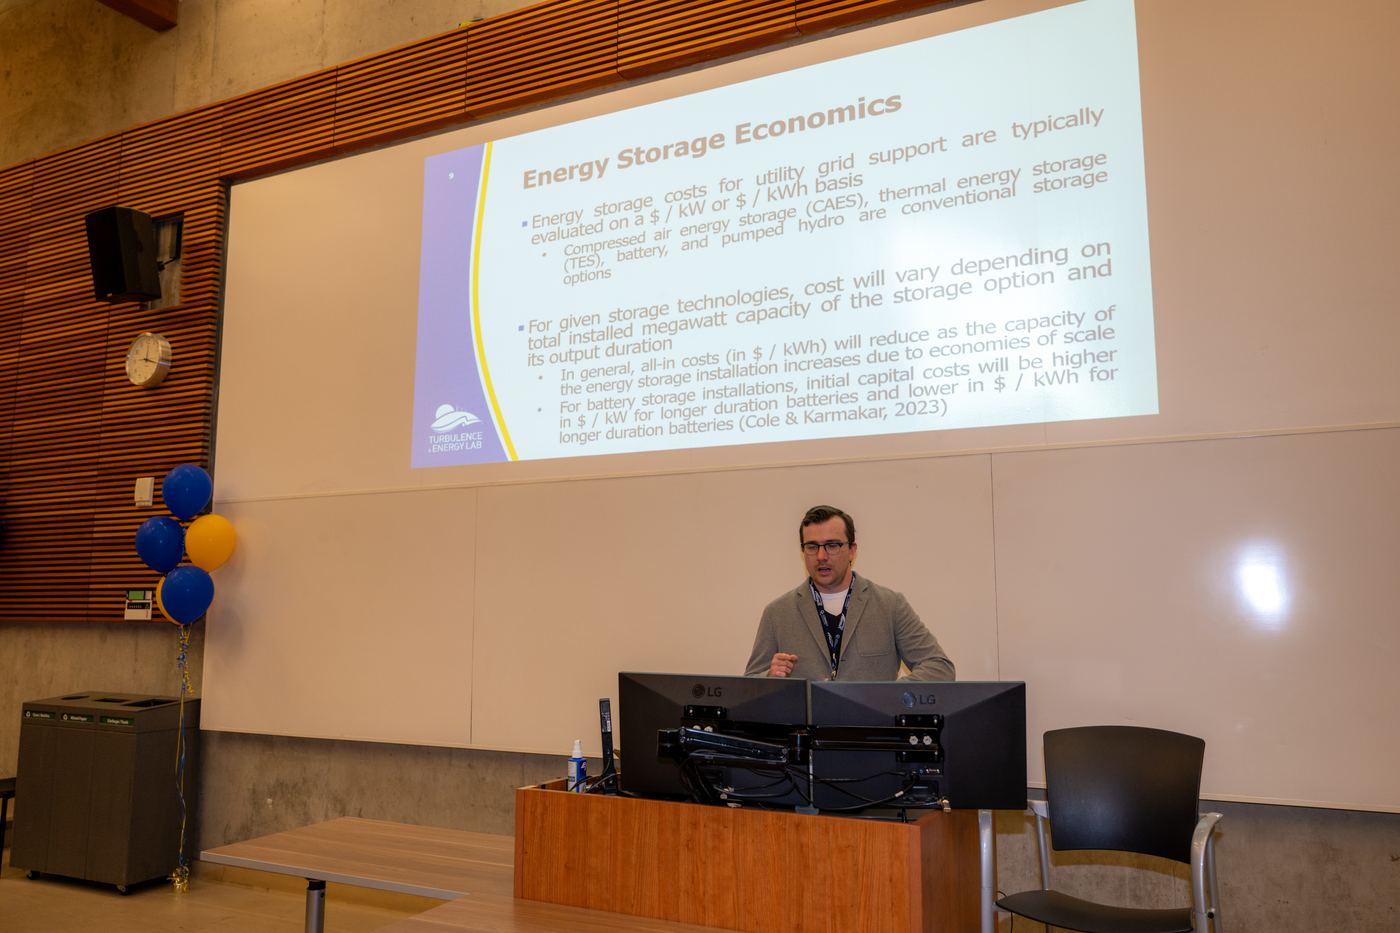 9
Energy Storage Economics
Energy storage costs for utility grid support are typically
evaluated on a $ / kW or $ / kWh basis
Compressed air energy storage (CAES), thermal energy storage
(TES), battery, and pumped hydro are conventional storage
options
For given storage technologies, cost will vary depending on
total installed megawatt capacity of the storage option and
its output duration
In general, all-in costs (in $ / kWh) will reduce as the capacity of
the energy storage installation increases due to economies of scale
For battery storage installations, initial capital costs will be higher
in $ / kW for longer duration batteries and lower in $ / kWh for
longer duration batteries (Cole & Karmakar, 2023)
TURBULENCE
& ENERGY LAB
LG
LG